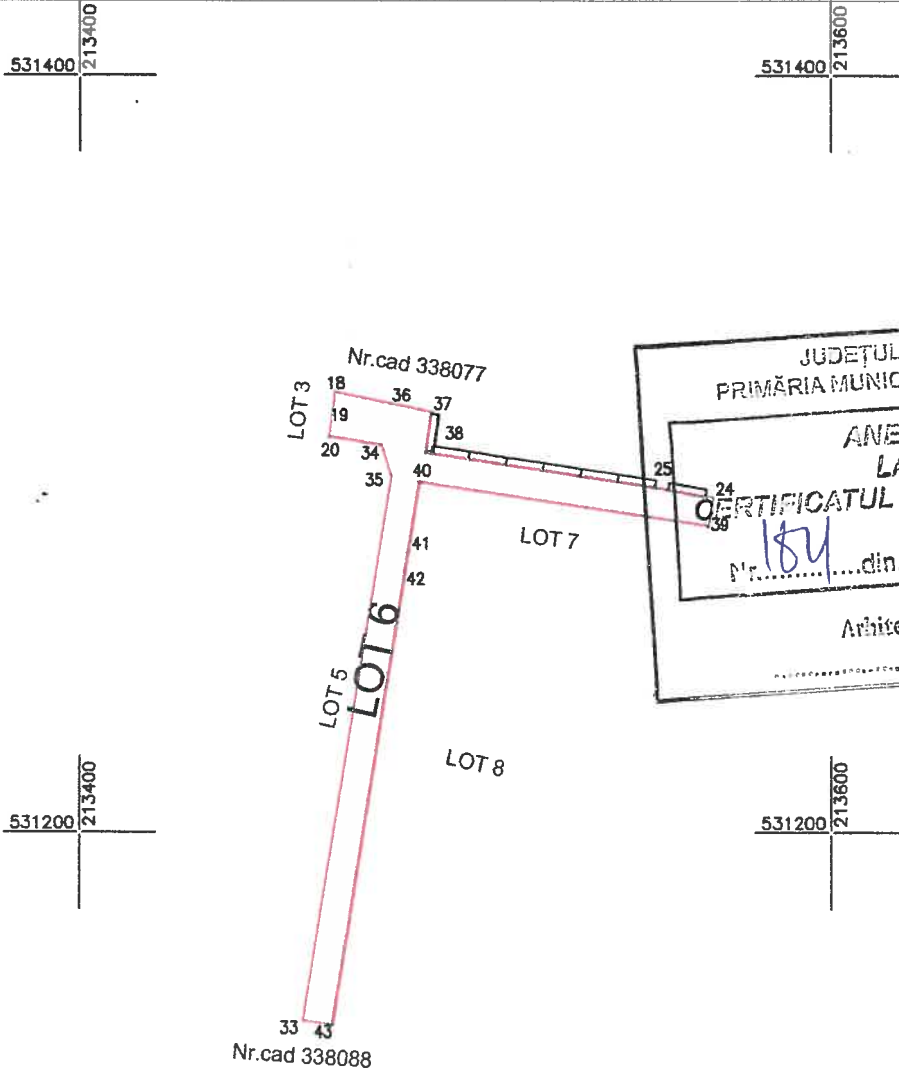 213400
531400
213600
531400
Nr.cad 338077
18
36
37
LOT 3
19
38
20
34
35
40
25
24
39
LOT 7
41
42
LOT 6
LOT 5
LOT 8
JUDEȚUL
PRIMĂRIA MUNIC
ANE
LA
CERTIFICATUL
Nr. 184 din
Arhite
213400
531200
213600
531200
33
43
Nr.cad 338088